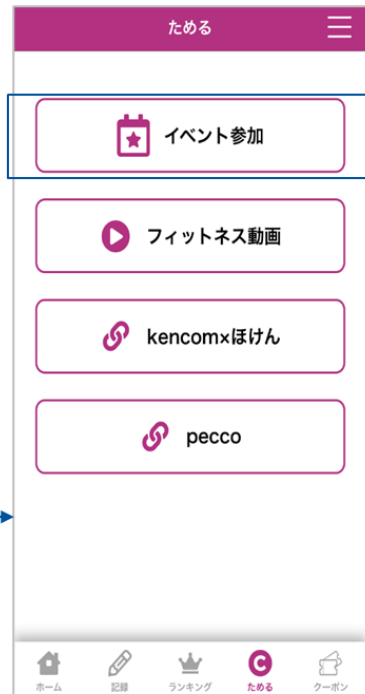 ためる
イベント参加
フィットネス動画
kencom×ほけん
pecco
ホーム 記録 ランキング ためる クーポン